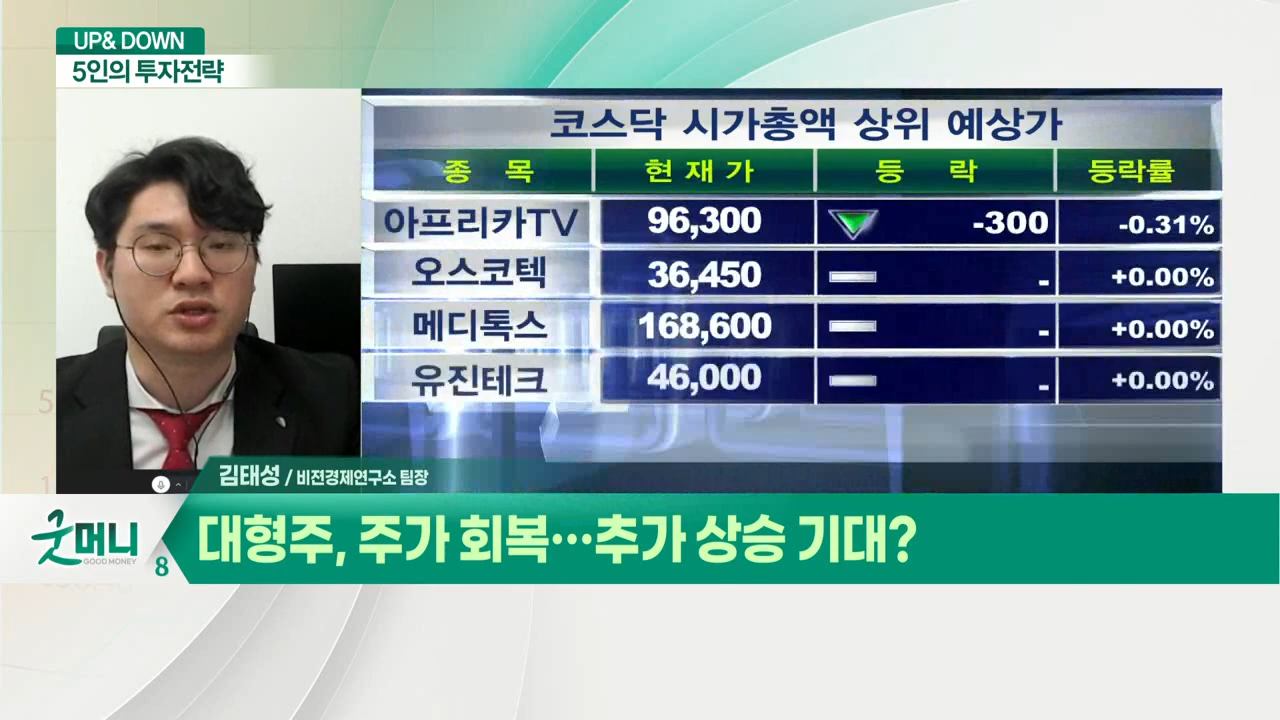 UP& DOWN
5인의 투자전략
코스닥 시가총액 상위 예상가
종 목 현 재 가 등 락 등락률
아프리카TV 96,300 -300 -0.31%
오스코텍 36,450 - +0.00%
메디톡스 168,600 - +0.00%
유진테크 46,000 - +0.00%
김태성 / 비전경제연구소 팀장
대형주, 주가 회복…추가 상승 기대?
굿머니
GOOD MONEY
8
5
1